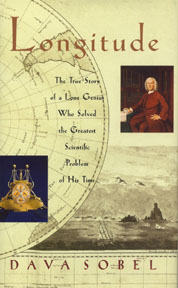 Longitude
The True Story
of a Lone Genius
Who Solved
the Greatest
Scientific
Problem
of His Time
DAVA SOBEL